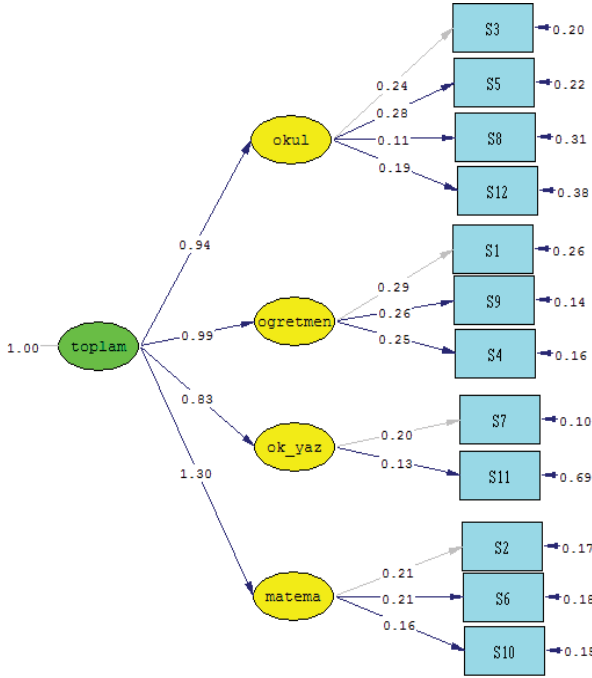 S3
0.20
0.24
S5
0.22
0.28
okul
0.11
S8
0.31
0.19
S12
0.38
0.94
S1
0.26
0.29
S9
0.14
ogretmen
0.26
0.25
S4
0.16
1.00
toplam
0.99
0.83
S7
0.10
0.20
ok_yaz
0.13
S11
0.69
1.30
S2
0.17
0.21
matema
0.21
S6
0.18
0.16
S10
0.15